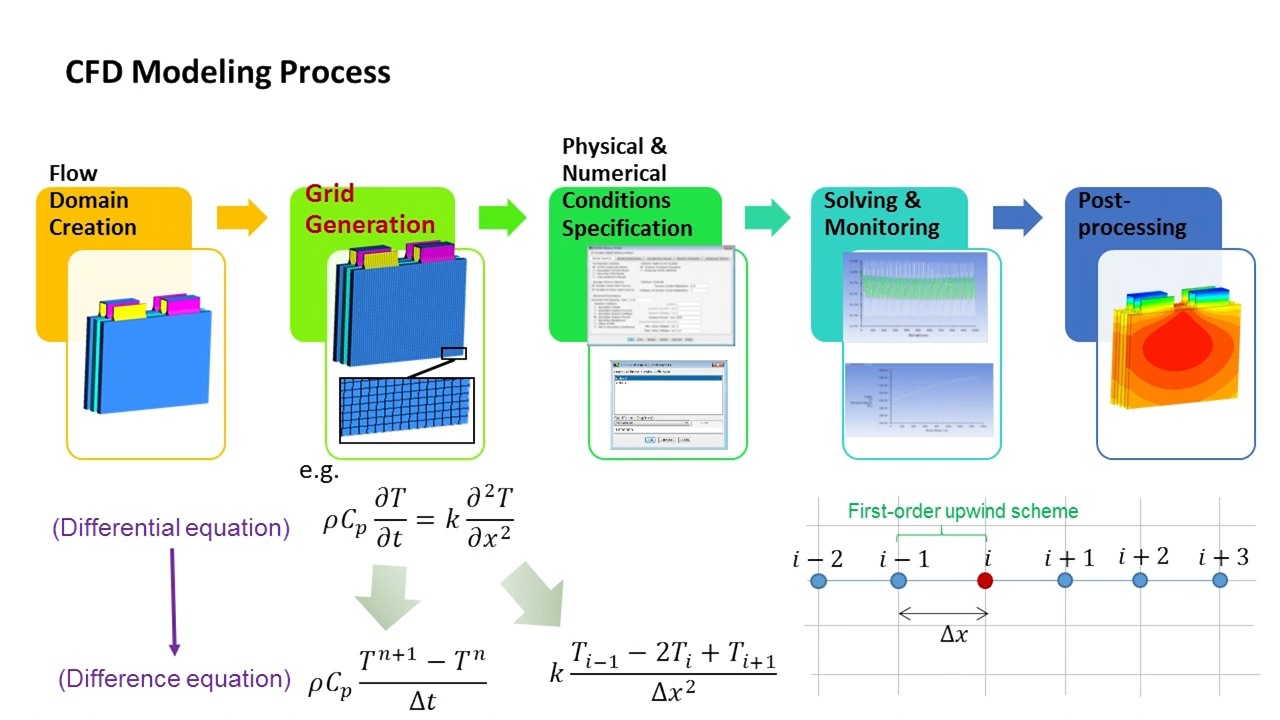 CFD Modeling Process
Flow
Domain
Creation
Grid
Generation
Physical &
Numerical
Conditions
Specification
Solving &
Monitoring
Post-
processing
e.g.
(Differential equation)
ρC_p ∂T/∂t = k ∂²T/∂x²
(Difference equation)
ρC_p (T^{n+1} − T^n)/Δt
k (T_{i−1} − 2T_i + T_{i+1})/Δx²
First-order upwind scheme
i − 2 i − 1 i i + 1 i + 2 i + 3
Δx